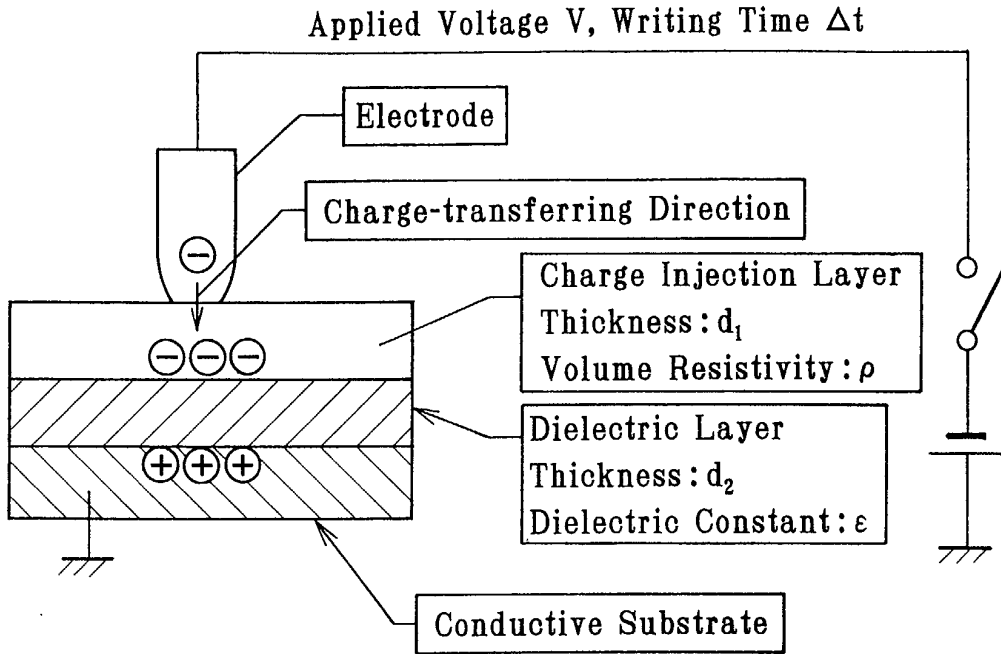 Applied Voltage V, Writing Time Δt
Electrode
Charge-transferring Direction
Charge Injection Layer
Thickness: d₁
Volume Resistivity: ρ
Dielectric Layer
Thickness: d₂
Dielectric Constant: ε
Conductive Substrate
− 
− − −
+ + +